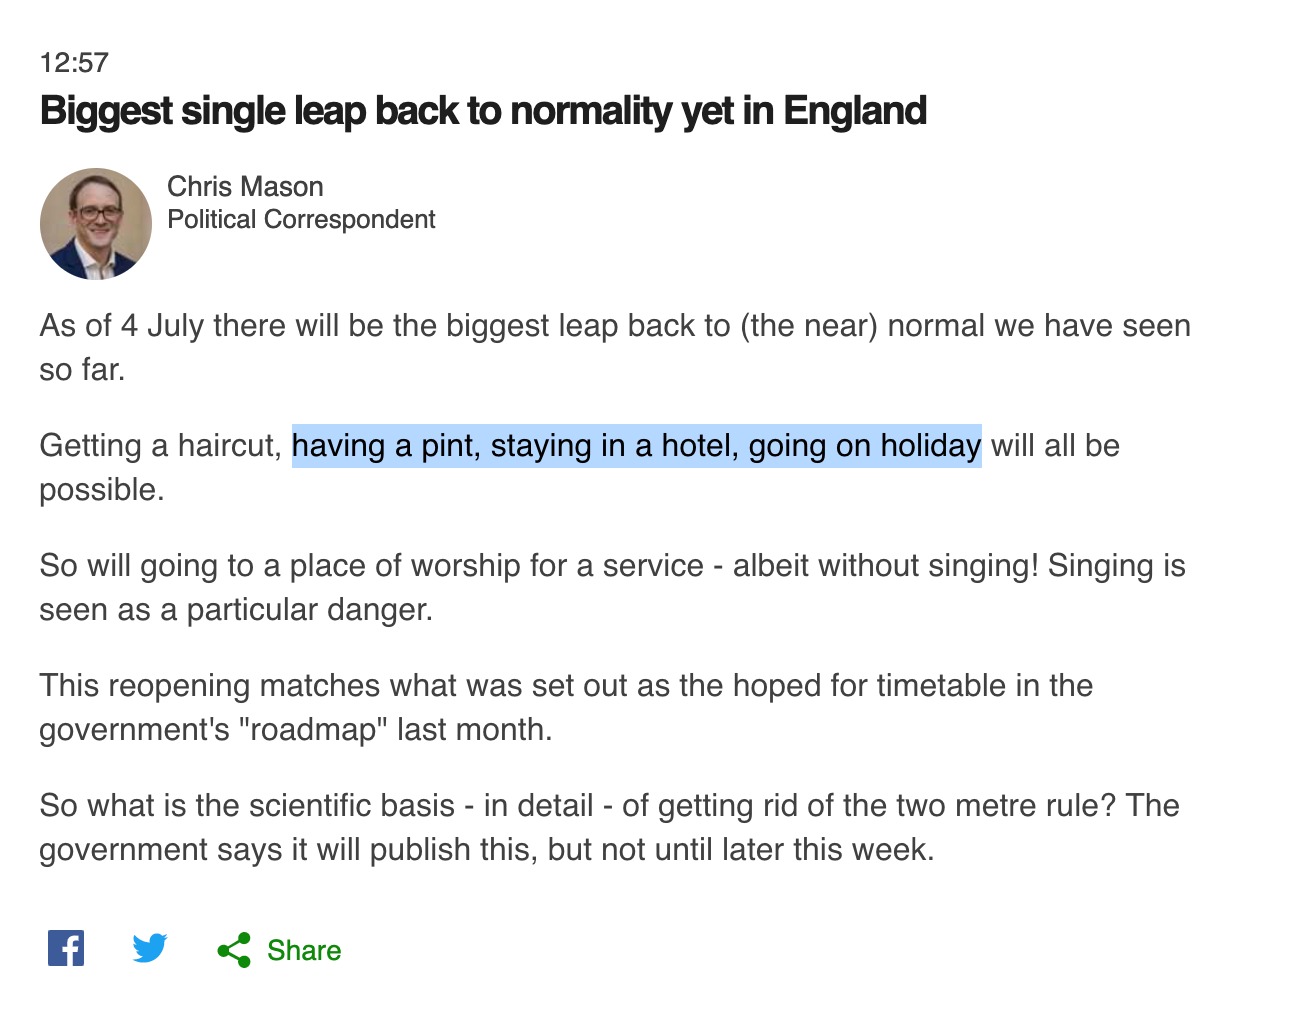 12:57
Biggest single leap back to normality yet in England
Chris Mason
Political Correspondent
As of 4 July there will be the biggest leap back to (the near) normal we have seen
so far.
Getting a haircut, having a pint, staying in a hotel, going on holiday will all be
possible.
So will going to a place of worship for a service - albeit without singing! Singing is
seen as a particular danger.
This reopening matches what was set out as the hoped for timetable in the
government's "roadmap" last month.
So what is the scientific basis - in detail - of getting rid of the two metre rule? The
government says it will publish this, but not until later this week.
Share